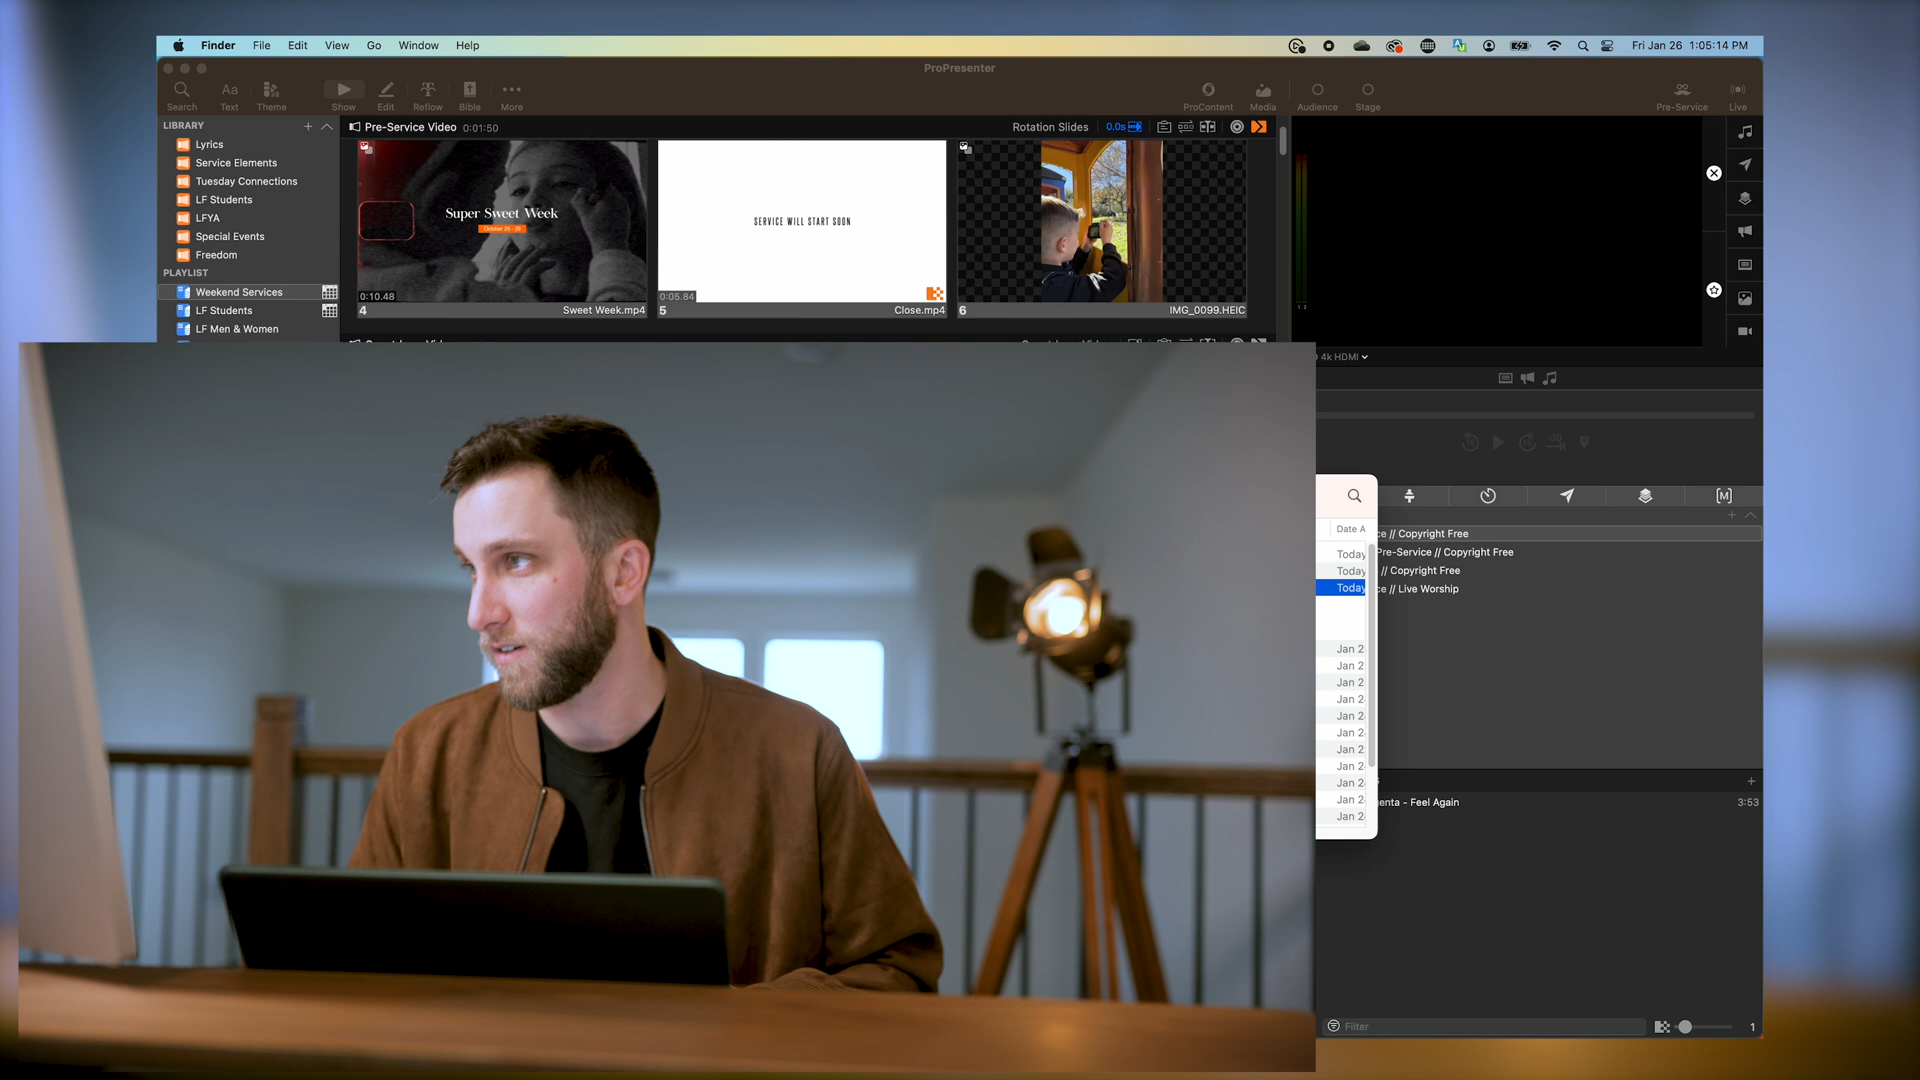 Finder File Edit View Go Window Help Fri Jan 26 1:05:14 PM
ProPresenter
Search Text Theme Show Edit Reflow Bible More ProContent Media Audience Stage Pre-Service Live
LIBRARY
Lyrics
Service Elements
Tuesday Connections
LF Students
LFYA
Special Events
Freedom
PLAYLIST
Weekend Services
LF Students
LF Men & Women
Pre-Service Video 0:01:50 Rotation Slides 0.0s
Super Sweet Week
0:10.48
4 Sweet Week.mp4
SERVICE WILL START SOON
0:05.84
5 Close.mp4
6 IMG_0099.HEIC
1 2
4k HDMI
Date A
Today
Today
Today
Jan 2
Jan 2
Jan 2
Jan 2
Jan 2
Jan 2
Jan 2
Jan 2
Jan 2
Jan 2
Jan 2
ce // Copyright Free
Pre-Service // Copyright Free
// Copyright Free
ce // Live Worship
enta - Feel Again 3:53
Filter 1